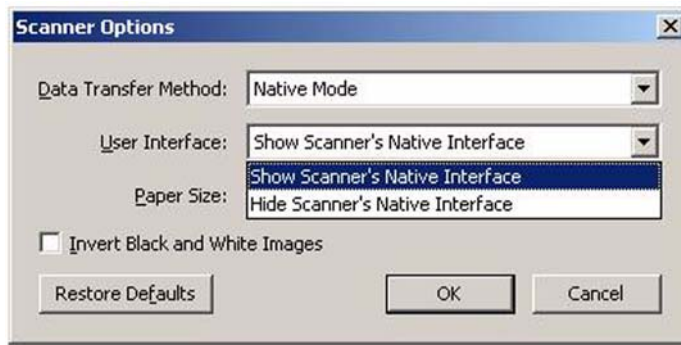 Scanner Options
Data Transfer Method: Native Mode
User Interface: Show Scanner's Native Interface
Show Scanner's Native Interface
Paper Size:
Hide Scanner's Native Interface
Invert Black and White Images
Restore Defaults OK Cancel